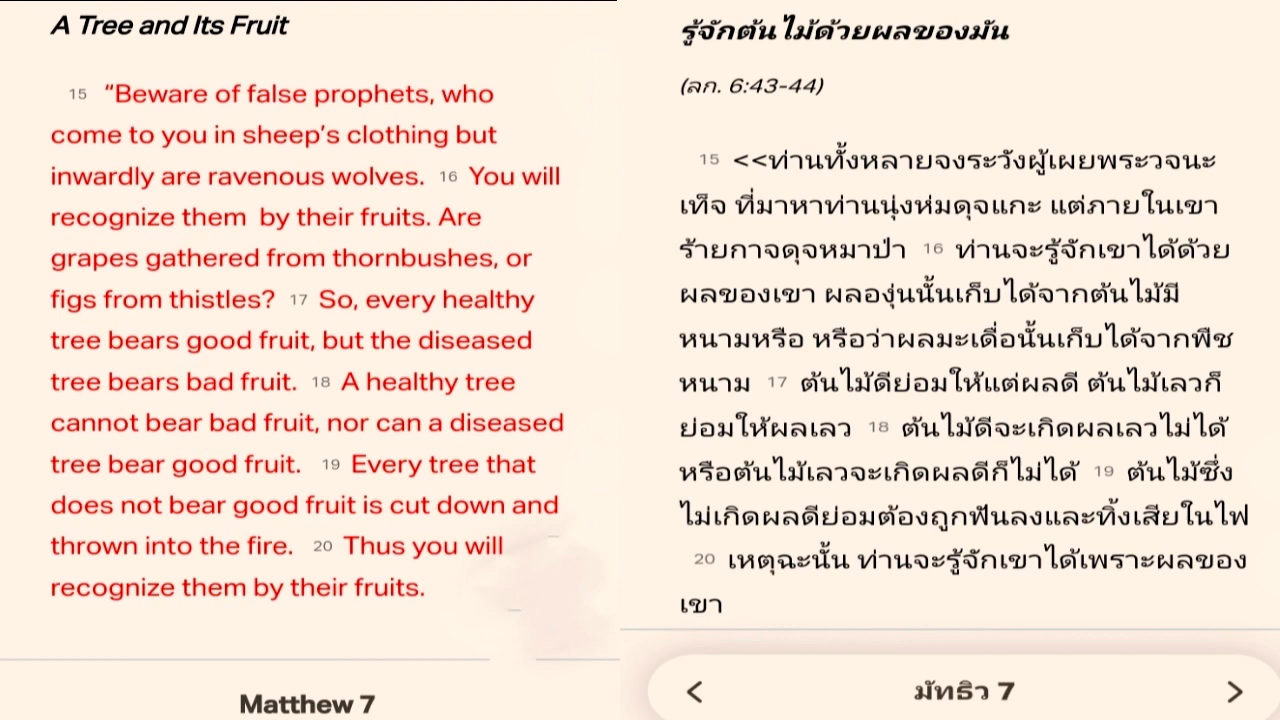 A Tree and Its Fruit
15 "Beware of false prophets, who
come to you in sheep's clothing but
inwardly are ravenous wolves. 16 You will
recognize them by their fruits. Are
grapes gathered from thornbushes, or
figs from thistles? 17 So, every healthy
tree bears good fruit, but the diseased
tree bears bad fruit. 18 A healthy tree
cannot bear bad fruit, nor can a diseased
tree bear good fruit. 19 Every tree that
does not bear good fruit is cut down and
thrown into the fire. 20 Thus you will
recognize them by their fruits.
Matthew 7
รู้จักต้นไม้ด้วยผลของมัน
(ลก. 6:43-44)
15 <<ท่านทั้งหลายจงระวังผู้เผยพระวจนะ
เท็จ ที่มาหาท่านนุ่งห่มดุจแกะ แต่ภายในเขา
ร้ายกาจดุจหมาป่า 16 ท่านจะรู้จักเขาได้ด้วย
ผลของเขา ผลองุ่นนั้นเก็บได้จากต้นไม้มี
หนามหรือ หรือว่าผลมะเดื่อนั้นเก็บได้จากพืช
หนาม 17 ต้นไม้ดีย่อมให้แต่ผลดี ต้นไม้เลวก็
ย่อมให้ผลเลว 18 ต้นไม้ดีจะเกิดผลเลวไม่ได้
หรือต้นไม้เลวจะเกิดผลดีก็ไม่ได้ 19 ต้นไม้ซึ่ง
ไม่เกิดผลดีย่อมต้องถูกฟันลงและทิ้งเสียในไฟ
20 เหตุฉะนั้น ท่านจะรู้จักเขาได้เพราะผลของ
เขา
< มัทธิว 7 >